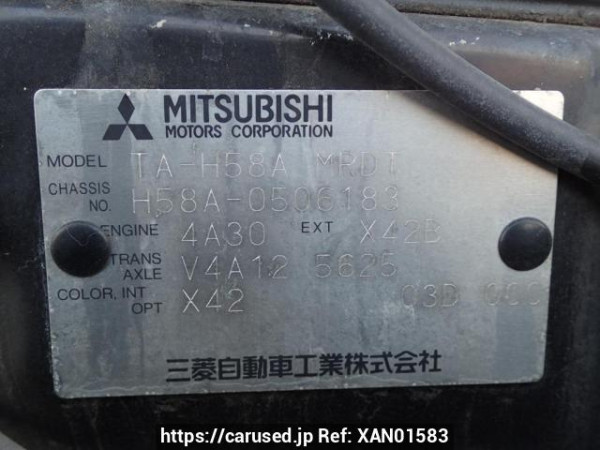 MITSUBISHI
MOTORS CORPORATION
MODEL TA-H58A MRDT
CHASSIS NO. H58A-0506183
ENGINE 4A30 EXT X42B
TRANS AXLE V4A12 5625
COLOR, INT OPT X42 03B 000
三菱自動車工業株式会社
https://carused.jp Ref: XAN01583